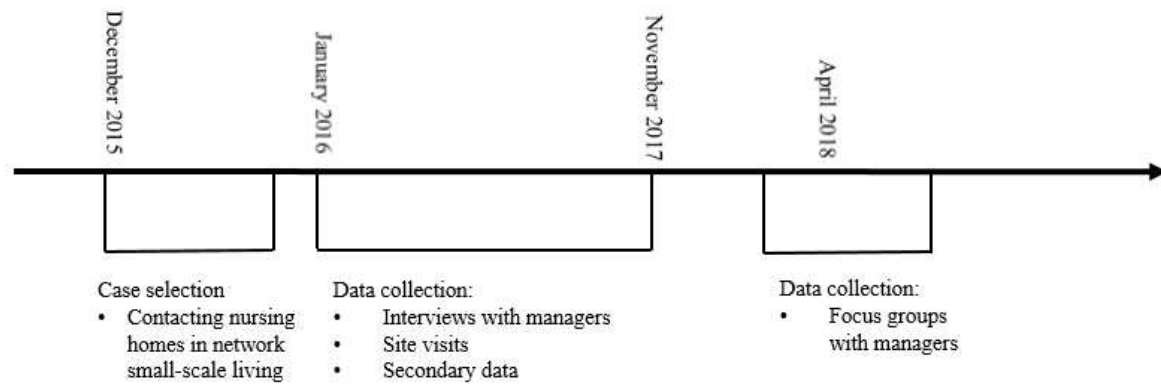 December 2015
January 2016
November 2017
April 2018
Case selection
• Contacting nursing
homes in network
small-scale living
Data collection:
• Interviews with managers
• Site visits
• Secondary data
Data collection:
• Focus groups
with managers